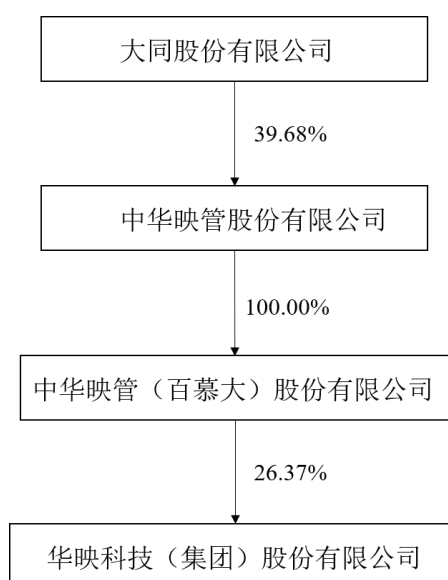 大同股份有限公司
39.68%
中华映管股份有限公司
100.00%
中华映管（百慕大）股份有限公司
26.37%
华映科技（集团）股份有限公司